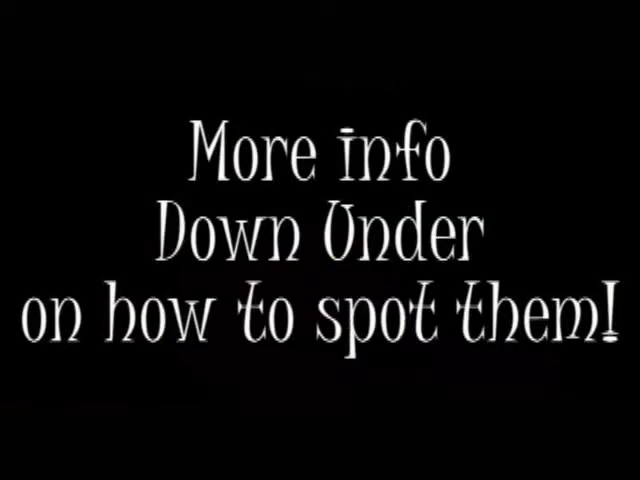 More info
Down Under
on how to spot them!